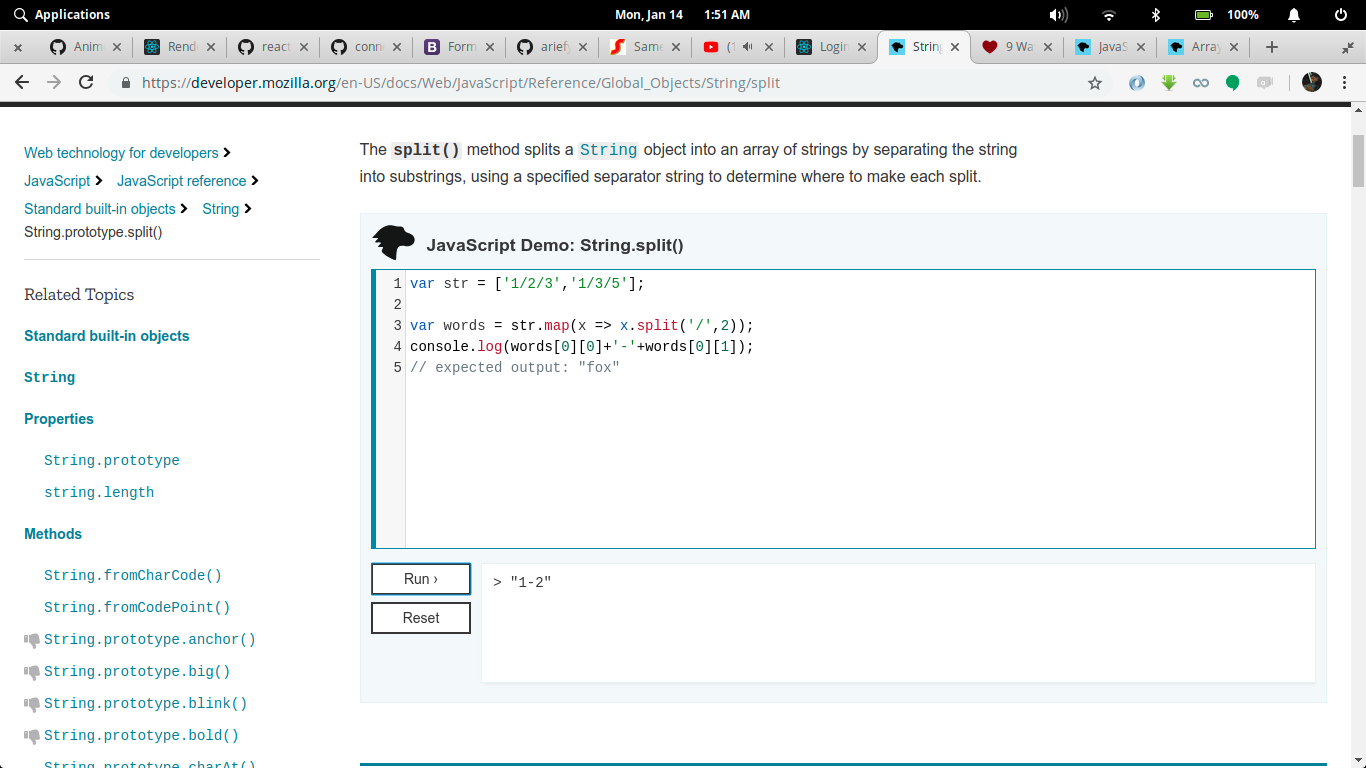 Applications
Mon, Jan 14 1:51 AM
100%
Anim
Rend
react
conn
Form
ariefy
Same
(1
Login
Strin
9 Wa
JavaS
Array
https://developer.mozilla.org/en-US/docs/Web/JavaScript/Reference/Global_Objects/String/split
Web technology for developers
JavaScript JavaScript reference
Standard built-in objects String
String.prototype.split()
Related Topics
Standard built-in objects
String
Properties
String.prototype
string.length
Methods
String.fromCharCode()
String.fromCodePoint()
String.prototype.anchor()
String.prototype.big()
String.prototype.blink()
String.prototype.bold()
String.prototype.charAt()
The split() method splits a String object into an array of strings by separating the string
into substrings, using a specified separator string to determine where to make each split.
JavaScript Demo: String.split()
1 var str = ['1/2/3','1/3/5'];
2
3 var words = str.map(x => x.split('/',2));
4 console.log(words[0][0]+'-'+words[0][1]);
5 // expected output: "fox"
Run ›
Reset
> "1-2"